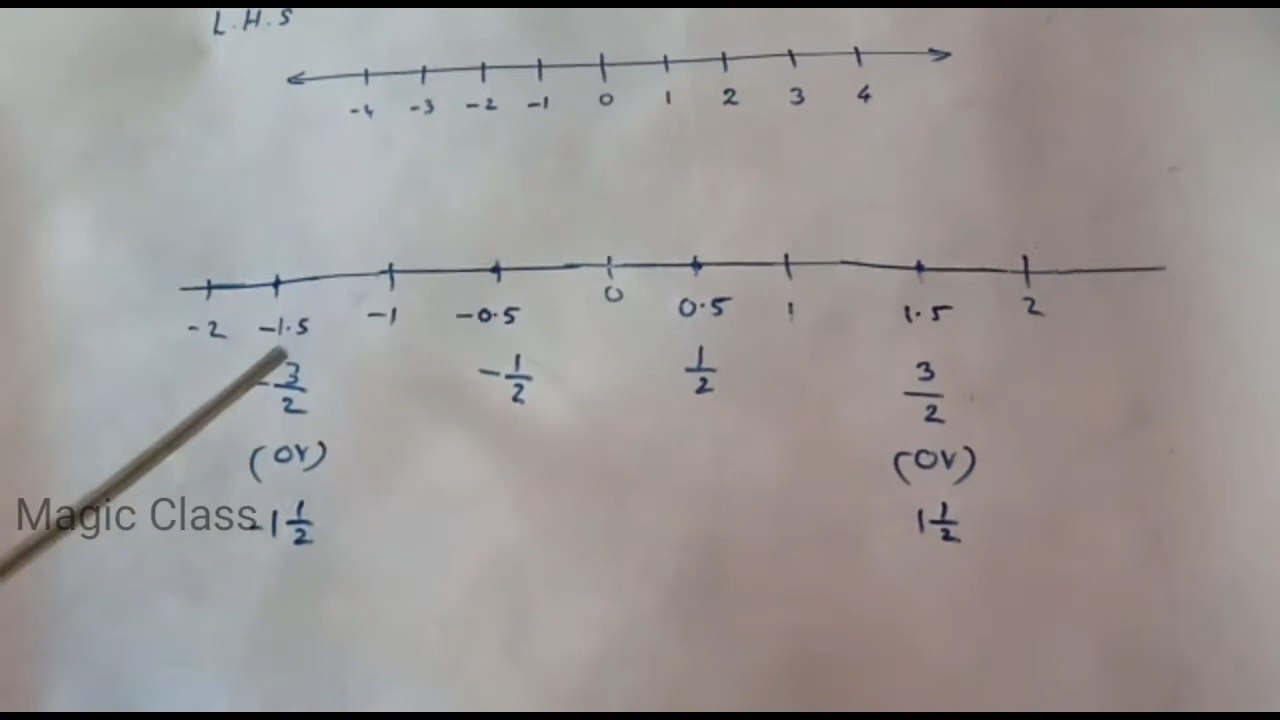 L.H.S
-4 -3 -2 -1 0 1 2 3 4
-2 -1.5 -1 -0.5 0 0.5 1 1.5 2
-3/2 -1/2 1/2 3/2
(or) (or)
-1 1/2 1 1/2
Magic Class